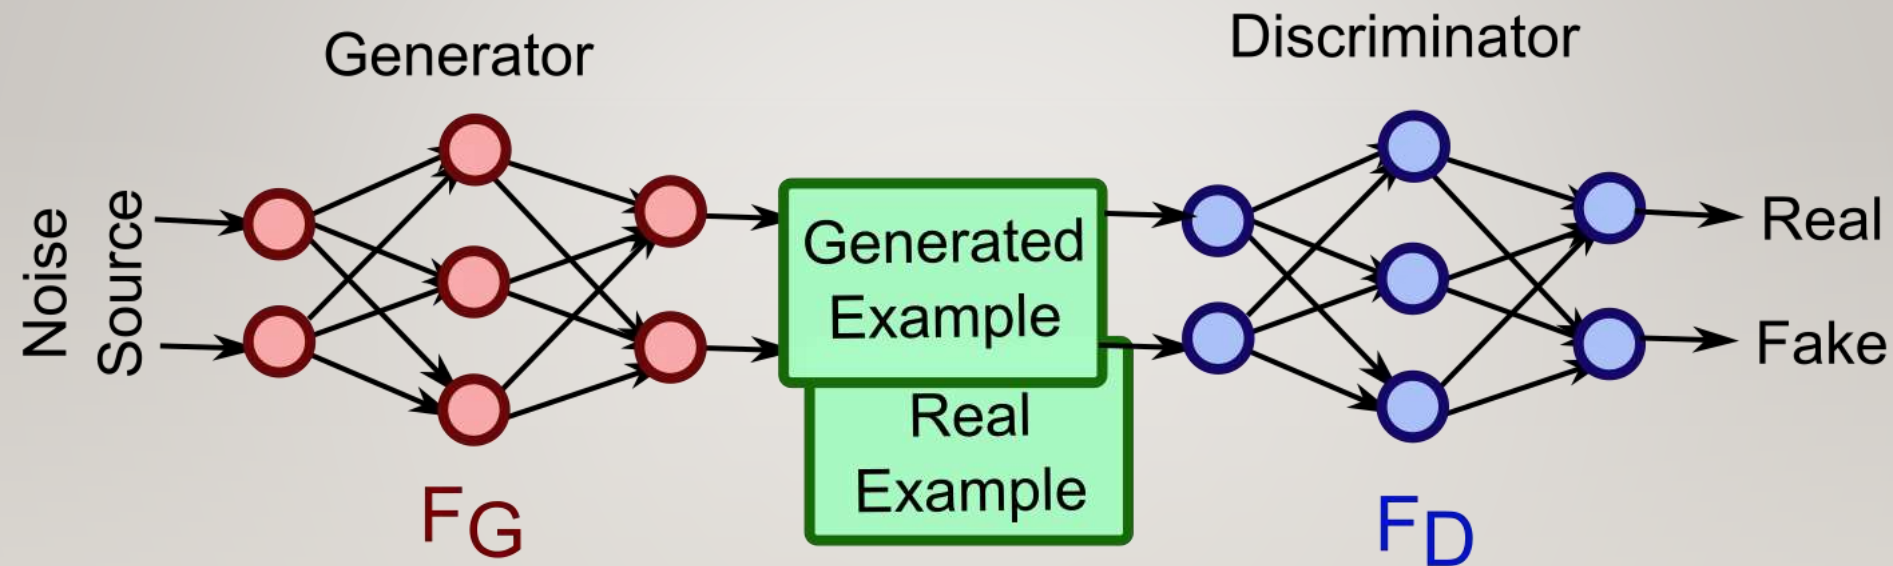 Generator
Discriminator
Noise
Source
Generated
Example
Real
Example
Real
Fake
FG
FD